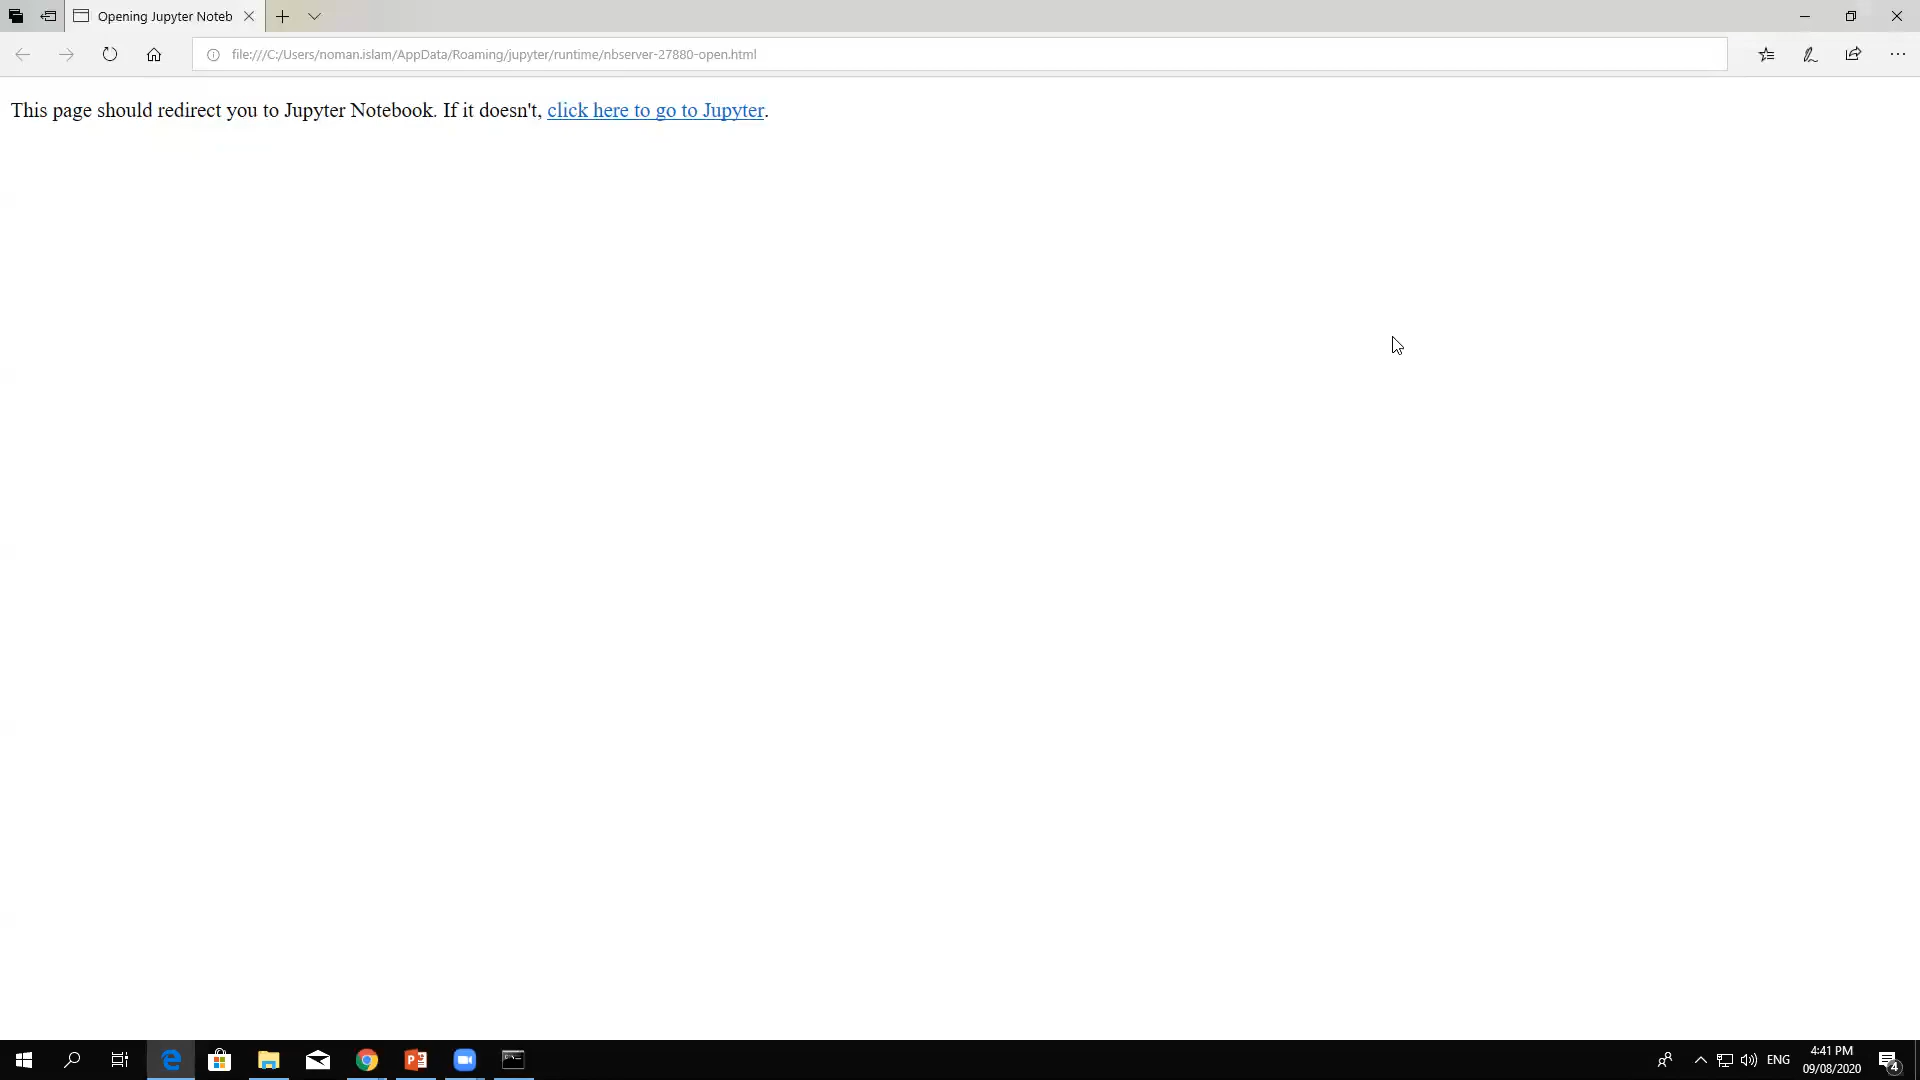 Opening Jupyter Noteb
file:///C:/Users/noman.islam/AppData/Roaming/jupyter/runtime/nbserver-27880-open.html
This page should redirect you to Jupyter Notebook. If it doesn't, click here to go to Jupyter.
ENG
4:41 PM
09/08/2020
4